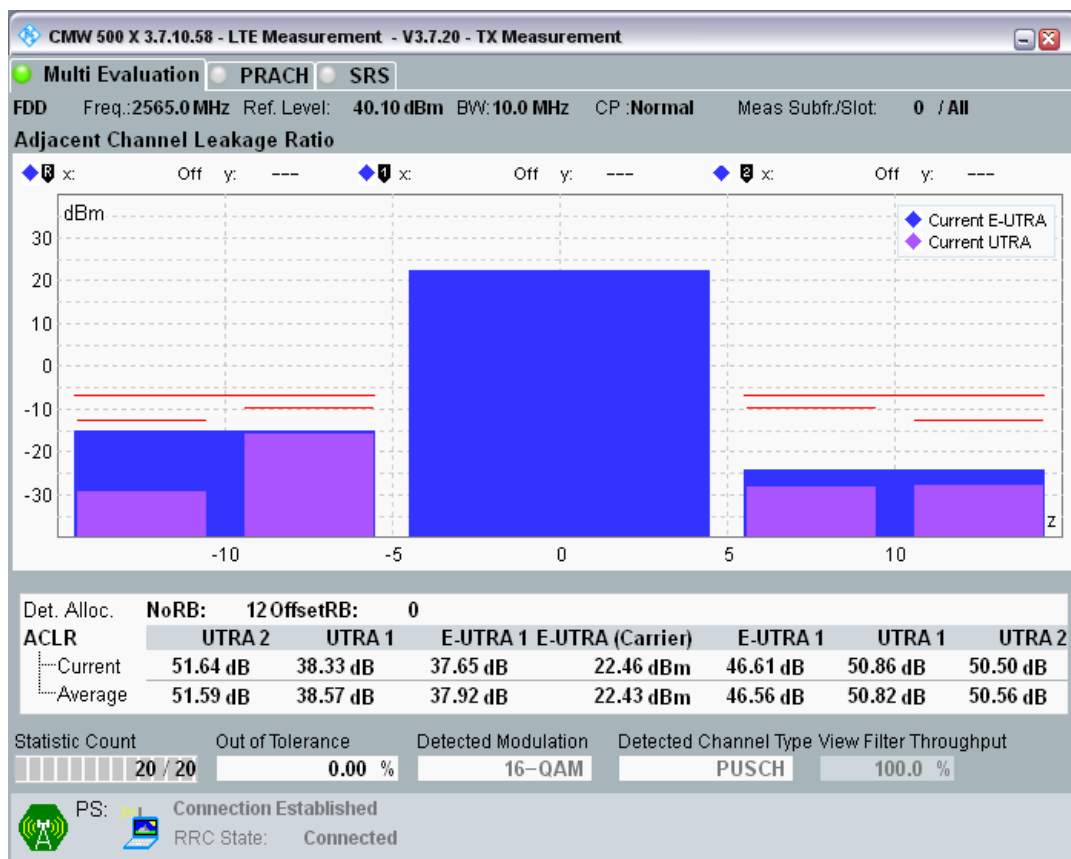 CMW 500 X 3.7.10.58 - LTE Measurement - V3.7.20 - TX Measurement
Multi Evaluation PRACH SRS
FDD Freq.:2565.0 MHz Ref. Level: 40.10 dBm BW: 10.0 MHz CP :Normal Meas Subfr./Slot: 0 / All
Adjacent Channel Leakage Ratio
R x: Off y: --- 1 x: Off y: --- 2 x: Off y: ---
dBm
Current E-UTRA
Current UTRA
30
20
10
0
-10
-20
-30
z
-10 -5 0 5 10
Det. Alloc. NoRB: 12 OffsetRB: 0
ACLR UTRA 2 UTRA 1 E-UTRA 1 E-UTRA (Carrier) E-UTRA 1 UTRA 1 UTRA 2
Current 51.64 dB 38.33 dB 37.65 dB 22.46 dBm 46.61 dB 50.86 dB 50.50 dB
Average 51.59 dB 38.57 dB 37.92 dB 22.43 dBm 46.56 dB 50.82 dB 50.56 dB
Statistic Count Out of Tolerance Detected Modulation Detected Channel Type View Filter Throughput
20 / 20 0.00 % 16-QAM PUSCH 100.0 %
PS: Connection Established
RRC State: Connected